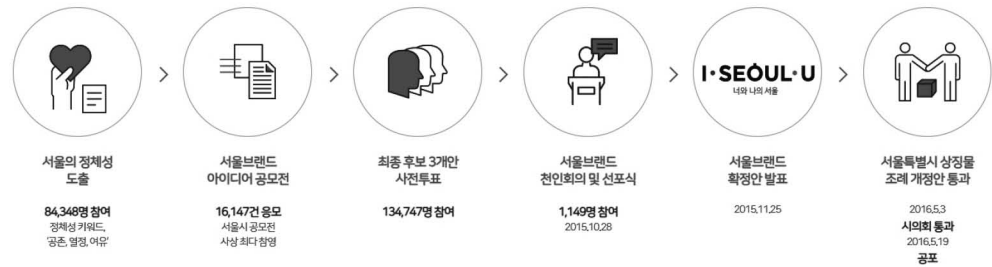 I·SEOUL·U
너와 나의 서울
서울의 정체성
도출
84,348명 참여
정체성 키워드,
'공존, 열정, 여유'
서울브랜드
아이디어 공모전
16,147건 응모
서울시 공모전
사상 최다 참영
최종 후보 3개안
사전투표
134,747명 참여
서울브랜드
천인회의 및 선포식
1,149명 참여
2015.10.28
서울브랜드
확정안 발표
2015.11.25
서울특별시 상징물
조례 개정안 통과
2016.5.3
시의회 통과
2016.5.19
공포